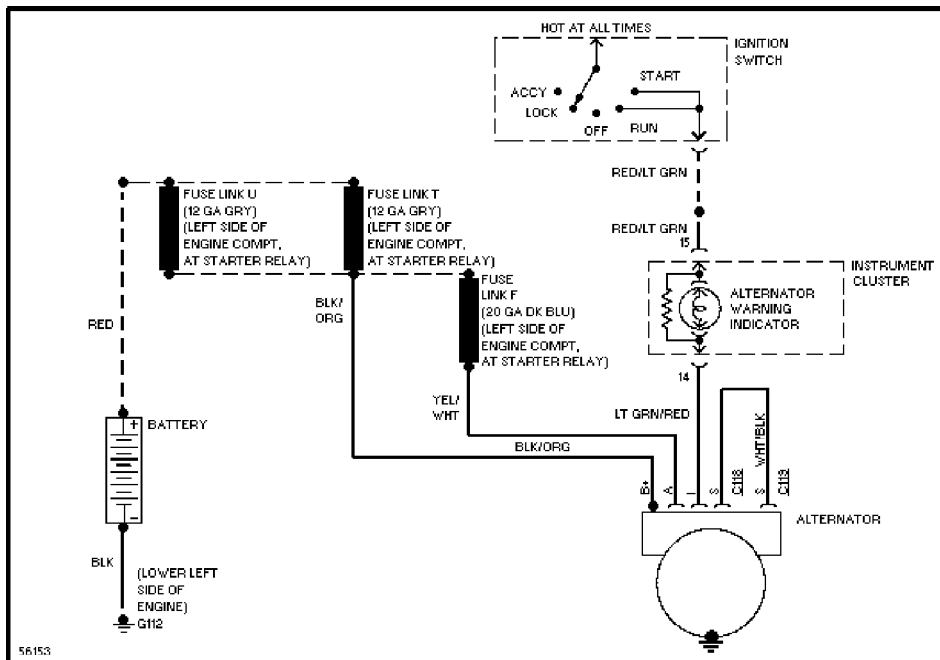 HOT AT ALL TIMES
IGNITION
SWITCH
START
ACCY
LOCK
OFF
RUN
RED/LT GRN
RED/LT GRN
15
INSTRUMENT
CLUSTER
ALTERNATOR
WARNING
INDICATOR
14
LT GRN/RED
FUSE LINK U
(12 GA GRY)
(LEFT SIDE OF
ENGINE COMPT,
AT STARTER RELAY)
FUSE LINK T
(12 GA GRY)
(LEFT SIDE OF
ENGINE COMPT,
AT STARTER RELAY)
FUSE
LINK F
(20 GA DK BLU)
(LEFT SIDE OF
ENGINE COMPT,
AT STARTER RELAY)
BLK/
ORG
RED
YEL/
WHT
BLK/ORG
BATTERY
+
-
BLK
(LOWER LEFT
SIDE OF
ENGINE)
G112
B+
A
I
S
C118
WHT/BLK
S
C119
ALTERNATOR
56153